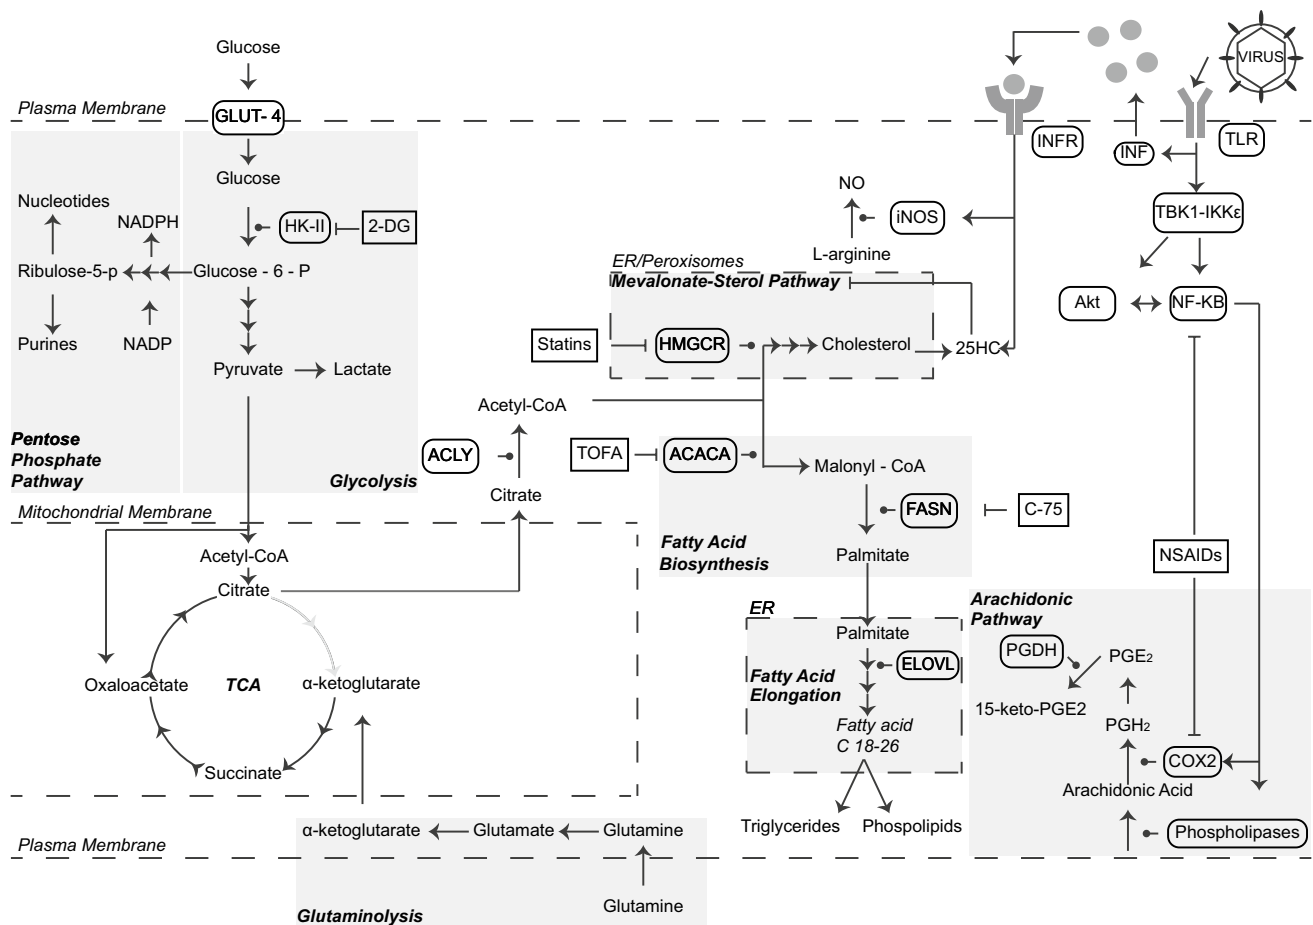 Glucose
VIRUS
Plasma Membrane
GLUT- 4
INFR
INF
TLR
Glucose
NO
Nucleotides
NADPH
HK-II
2-DG
iNOS
TBK1-IKKε
L-arginine
ER/Peroxisomes
Ribulose-5-p
Glucose - 6 - P
Mevalonate-Sterol Pathway
Akt
NF-KB
Purines
NADP
Statins
HMGCR
Cholesterol
25HC
Pyruvate
Lactate
Acetyl-CoA
Pentose
Phosphate
Pathway
Glycolysis
ACLY
TOFA
ACACA
Malonyl - CoA
Citrate
Mitochondrial Membrane
FASN
C-75
Fatty Acid
Biosynthesis
Palmitate
NSAIDs
Acetyl-CoA
Citrate
ER
Arachidonic
Pathway
Palmitate
PGDH
PGE2
Oxaloacetate
TCA
α-ketoglutarate
Fatty Acid
Elongation
ELOVL
15-keto-PGE2
Fatty acid
C 18-26
PGH2
Succinate
COX2
Arachidonic Acid
α-ketoglutarate
Glutamate
Glutamine
Triglycerides
Phospolipids
Phospholipases
Plasma Membrane
Glutamine
Glutaminolysis